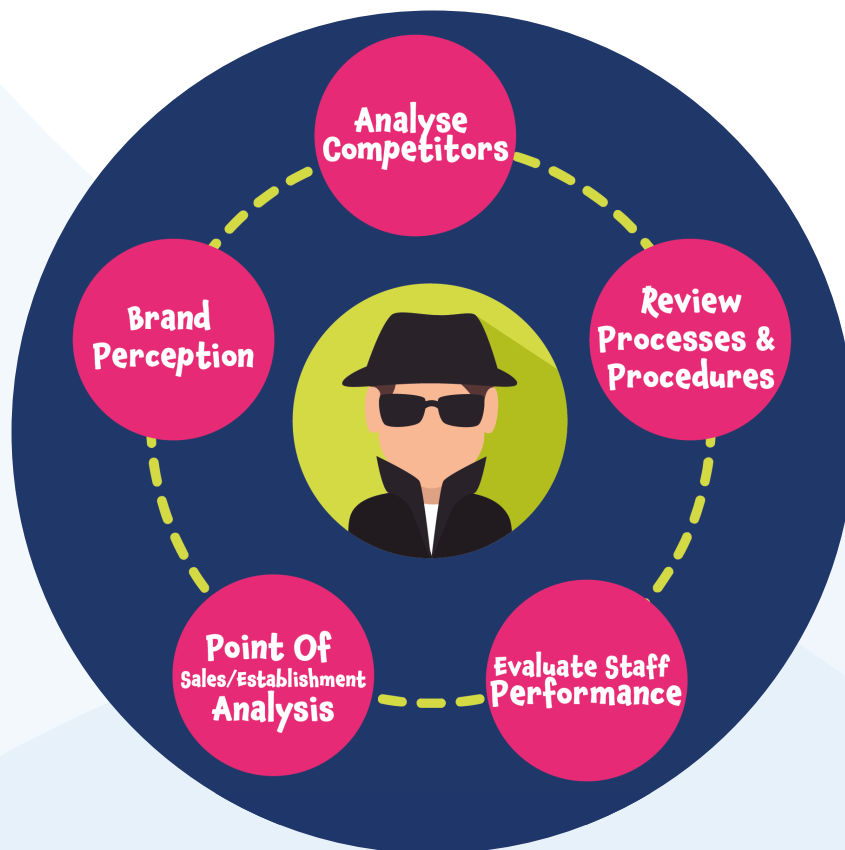 Analyse
Competitors
Brand
Perception
Review
Processes &
Procedures
Point Of
Sales/Establishment
Analysis
Evaluate Staff
Performance